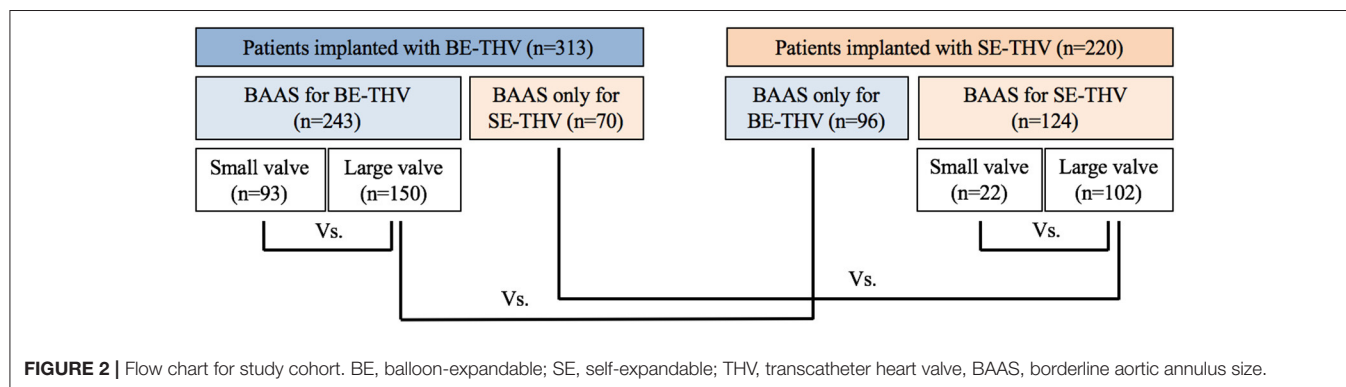 Patients implanted with BE-THV (n=313)
Patients implanted with SE-THV (n=220)
BAAS for BE-THV
(n=243)
BAAS only for
SE-THV (n=70)
BAAS only for
BE-THV (n=96)
BAAS for SE-THV
(n=124)
Small valve
(n=93)
Large valve
(n=150)
Small valve
(n=22)
Large valve
(n=102)
Vs.
Vs.
Vs.
Vs.
FIGURE 2 | Flow chart for study cohort. BE, balloon-expandable; SE, self-expandable; THV, transcatheter heart valve, BAAS, borderline aortic annulus size.